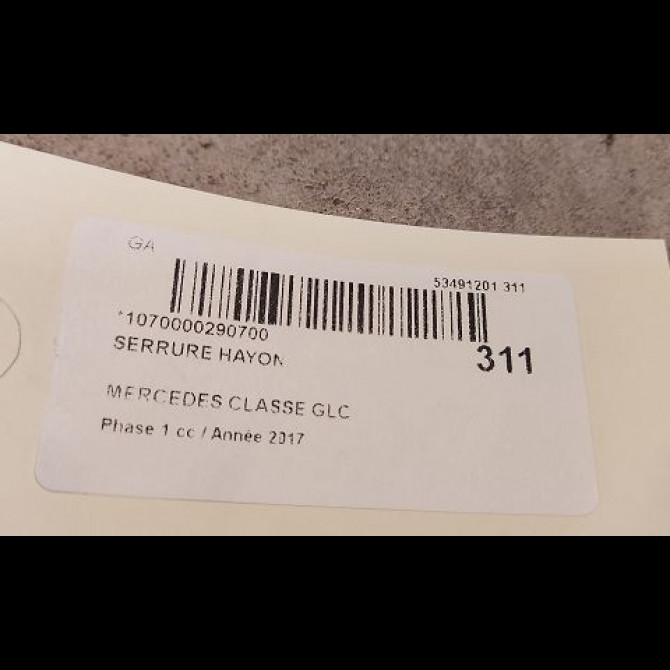 GA
53491201 311
*1070000290700
311
SERRURE HAYON
MERCEDES CLASSE GLC
Phase 1 cc / Année 2017